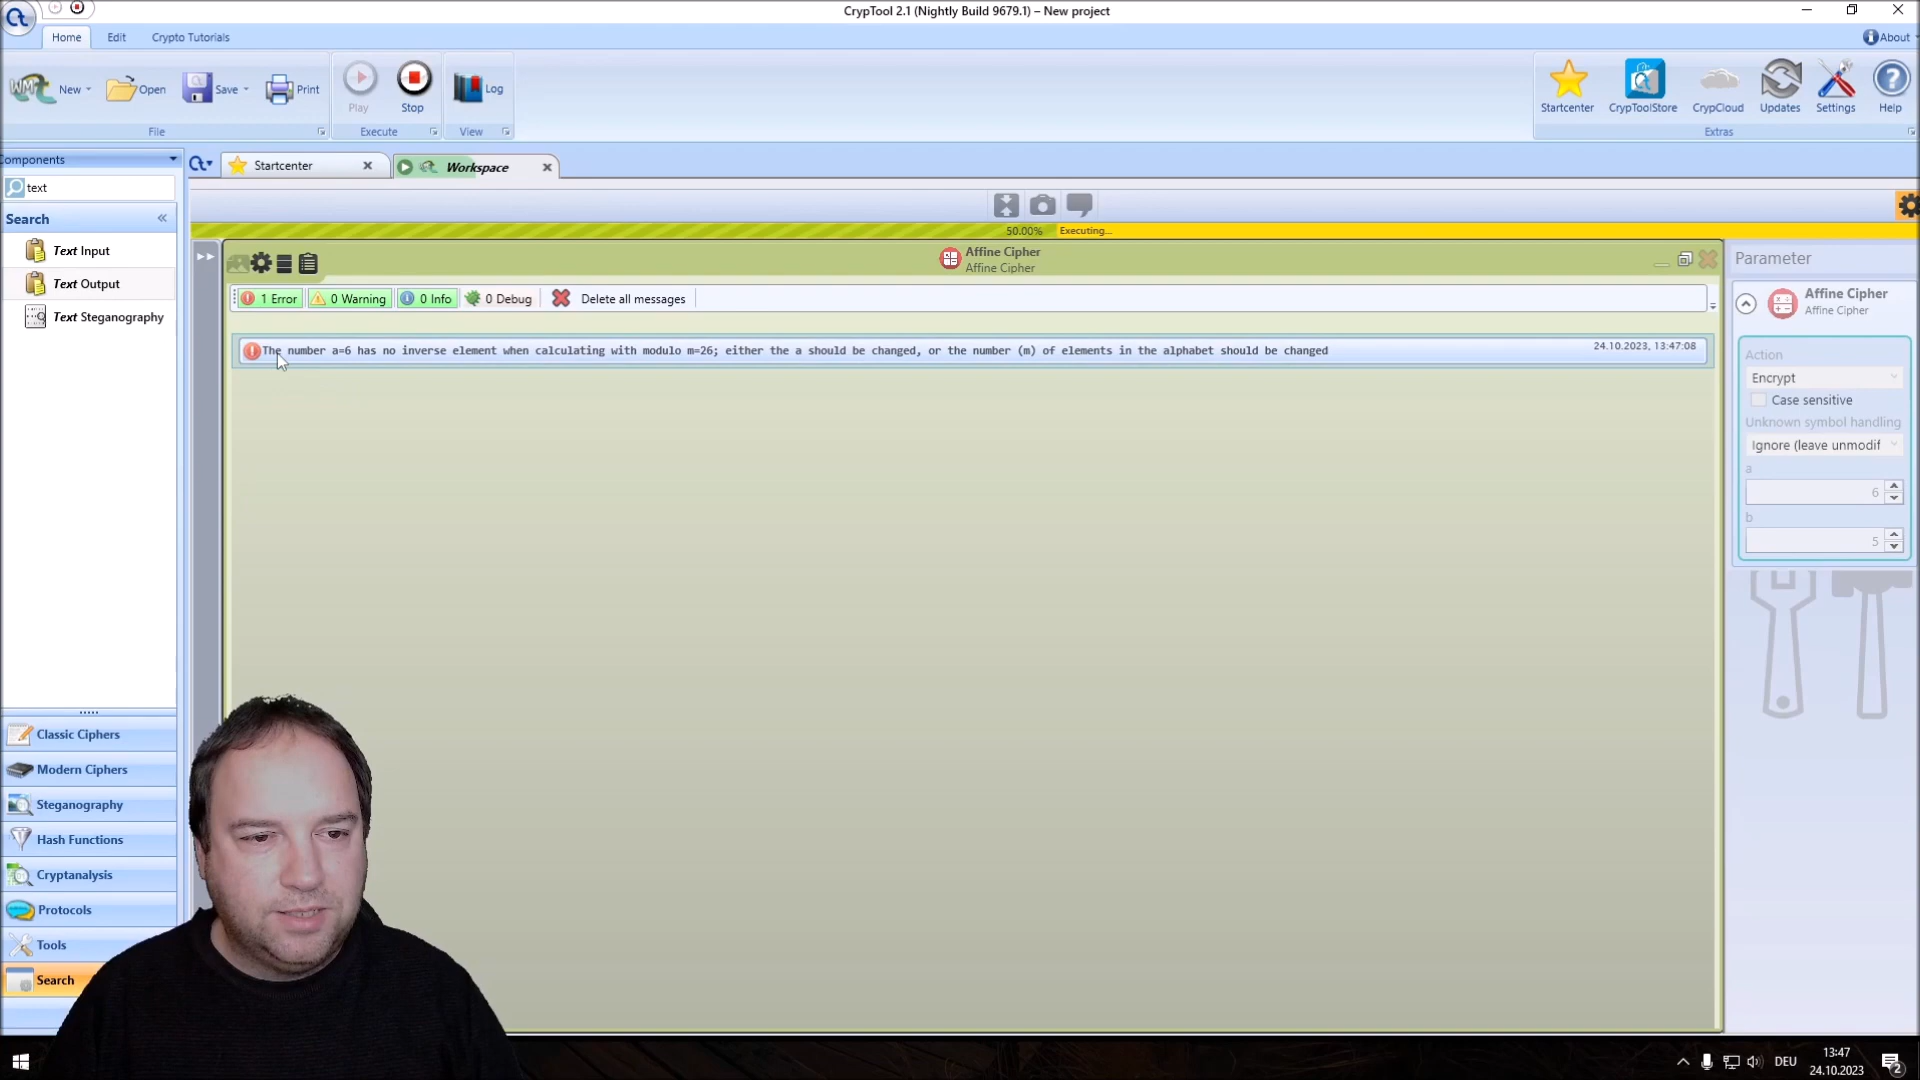 CrypTool 2.1 (Nightly Build 9679.1) – New project
Home Edit Crypto Tutorials
About
New Open Save Print
Play Stop
Log
Startcenter CrypToolStore CrypCloud Updates Settings Help
File Execute View Extras
Components
Startcenter
Workspace
text
Search
Text Input
Text Output
Text Steganography
50.00% Executing...
Affine Cipher
Affine Cipher
1 Error 0 Warning 0 Info 0 Debug Delete all messages
The number a=6 has no inverse element when calculating with modulo m=26; either the a should be changed, or the number (m) of elements in the alphabet should be changed
24.10.2023, 13:47:08
Parameter
Affine Cipher
Affine Cipher
Action
Encrypt
Case sensitive
Unknown symbol handling
Ignore (leave unmodif
a
6
b
5
Classic Ciphers
Modern Ciphers
Steganography
Hash Functions
Cryptanalysis
Protocols
Tools
Search
DEU
13:47
24.10.2023
2